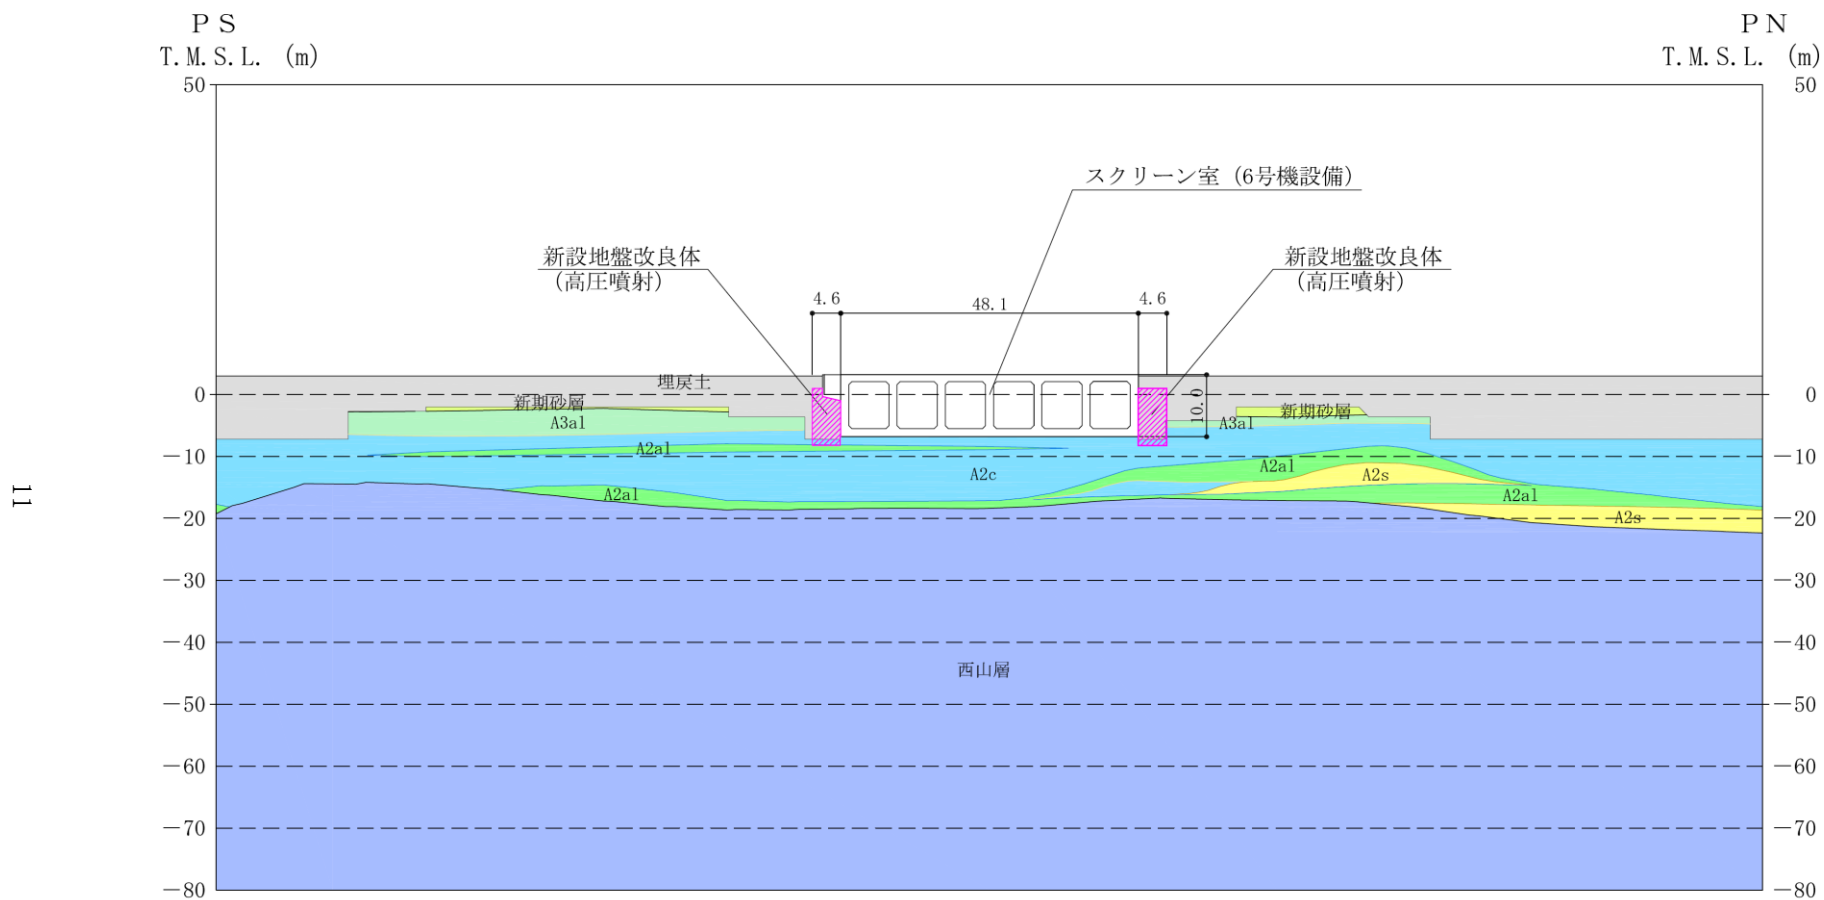 PS
PN
T.M.S.L. (m)
T.M.S.L. (m)
50
50
スクリーン室（6号機設備）
新設地盤改良体
（高圧噴射）
新設地盤改良体
（高圧噴射）
4.6
48.1
4.6
埋戻土
0
0
10.0
新期砂層
新期砂層
A3al
A3al
A2al
－10
－10
A2c
A2al
A2s
A2al
A2al
11
－20
A2s
－20
－30
－30
－40
－40
西山層
－50
－50
－60
－60
－70
－70
－80
－80